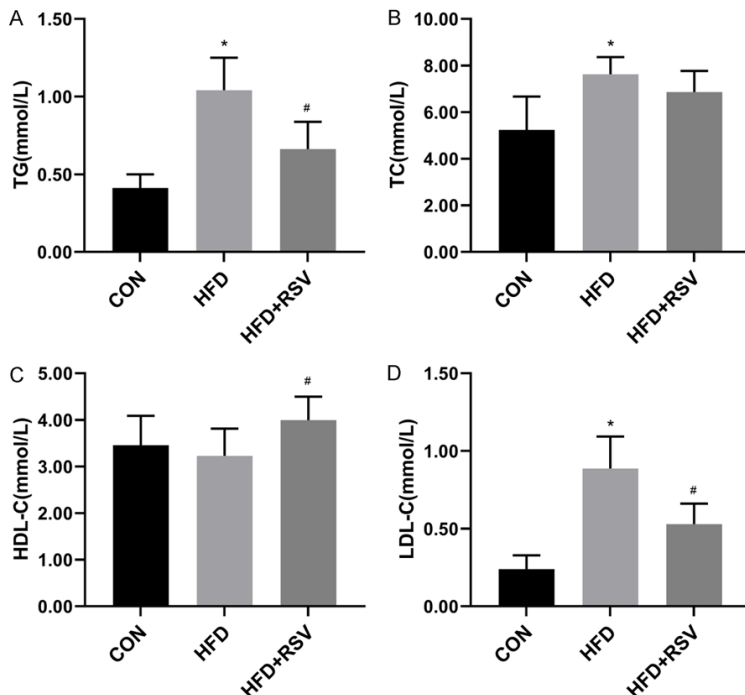 A
TG(mmol/L)
1.50
1.00
0.50
0.00
*
#
CON
HFD
HFD+RSV
B
TC(mmol/L)
10.00
8.00
6.00
4.00
2.00
0.00
*
CON
HFD
HFD+RSV
C
HDL-C(mmol/L)
5.00
4.00
3.00
2.00
1.00
0.00
#
CON
HFD
HFD+RSV
D
LDL-C(mmol/L)
1.50
1.00
0.50
0.00
*
#
CON
HFD
HFD+RSV